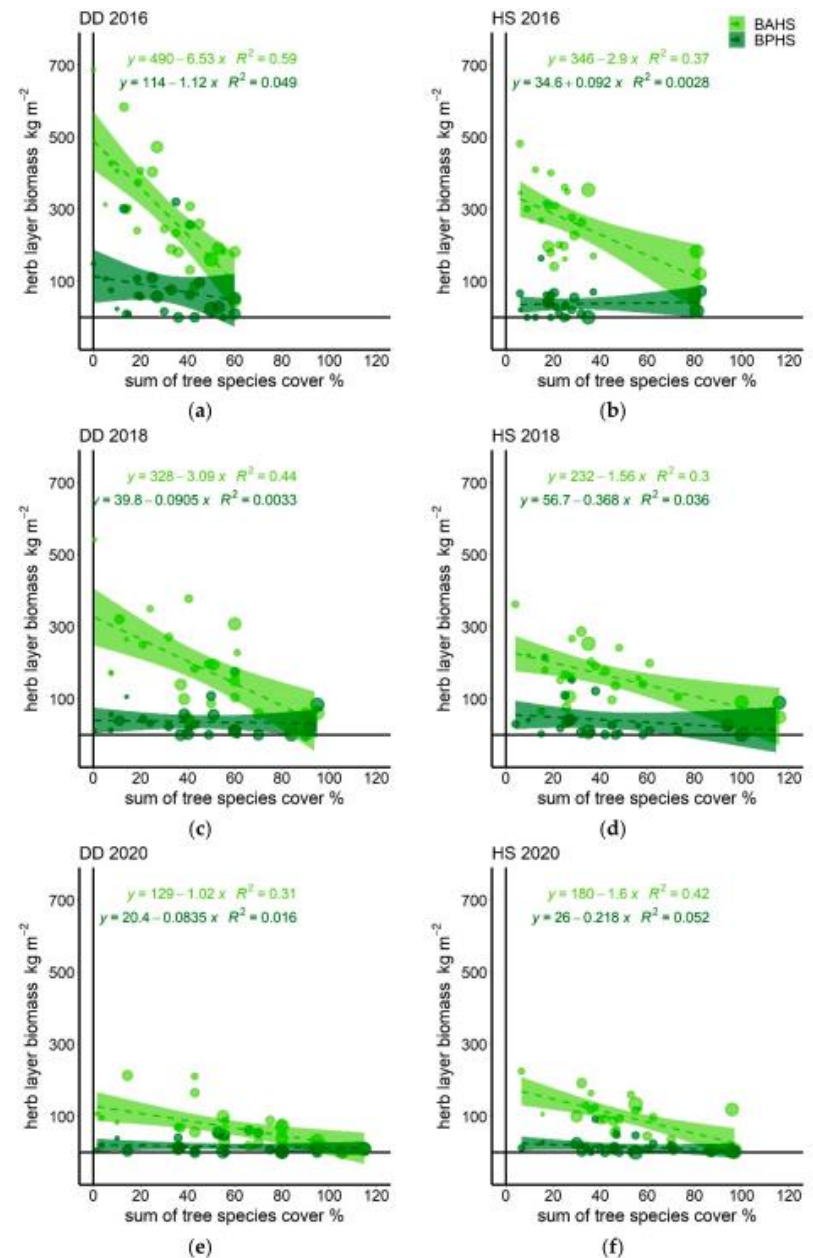 DD 2016
y = 490 − 6.53 x R² = 0.59
y = 114 − 1.12 x R² = 0.049
herb layer biomass kg m⁻²
700
500
300
100
0 20 40 60 80 100 120
sum of tree species cover %
(a)
HS 2016
BAHS
BPHS
y = 346 − 2.9 x R² = 0.37
y = 34.6 + 0.092 x R² = 0.0028
herb layer biomass kg m⁻²
700
500
300
100
0 20 40 60 80 100 120
sum of tree species cover %
(b)
DD 2018
y = 328 − 3.09 x R² = 0.44
y = 39.8 − 0.0905 x R² = 0.0033
herb layer biomass kg m⁻²
700
500
300
100
0 20 40 60 80 100 120
sum of tree species cover %
(c)
HS 2018
y = 232 − 1.56 x R² = 0.3
y = 56.7 − 0.368 x R² = 0.036
herb layer biomass kg m⁻²
700
500
300
100
0 20 40 60 80 100 120
sum of tree species cover %
(d)
DD 2020
y = 129 − 1.02 x R² = 0.31
y = 20.4 − 0.0835 x R² = 0.016
herb layer biomass kg m⁻²
700
500
300
100
0 20 40 60 80 100 120
sum of tree species cover %
(e)
HS 2020
y = 180 − 1.6 x R² = 0.42
y = 26 − 0.218 x R² = 0.052
herb layer biomass kg m⁻²
700
500
300
100
0 20 40 60 80 100 120
sum of tree species cover %
(f)